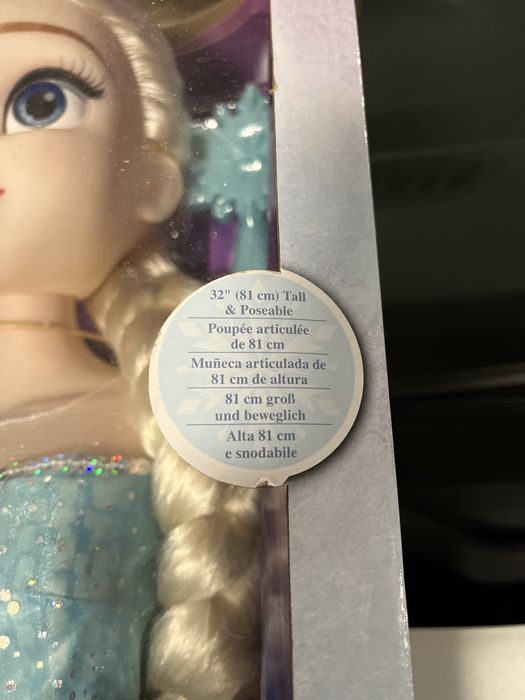 32" (81 cm) Tall
& Poseable
Poupée articulée
de 81 cm
Muñeca articulada de
81 cm de altura
81 cm groß
und beweglich
Alta 81 cm
e snodabile